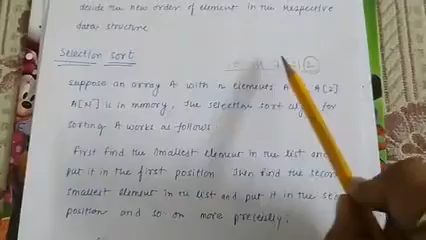 decide the new order of element in the respective
data structure
Selection sort
2
suppose an array A with n elements A A[2]
A[N] is in memory, the selection sort for
sorting A works as follows:
First find the smallest element in the list
put it in the first position. Then find the
smallest element in the list and put it in the
position and so on more precisely;